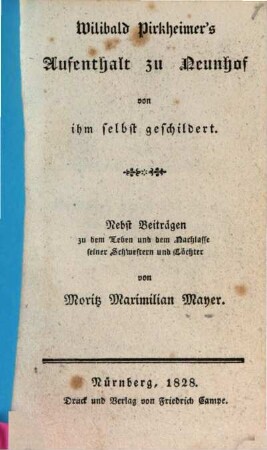 Wilibald Pirkheimer's
Aufenthalt zu Neunhof
von
ihm selbst geschildert.
Nebst Beiträgen
zu dem Leben und dem Nachlasse
seiner Schwestern und Töchter
von
Moritz Maximilian Mayer.
Nürnberg, 1828.
Druck und Verlag von Friedrich Campe.